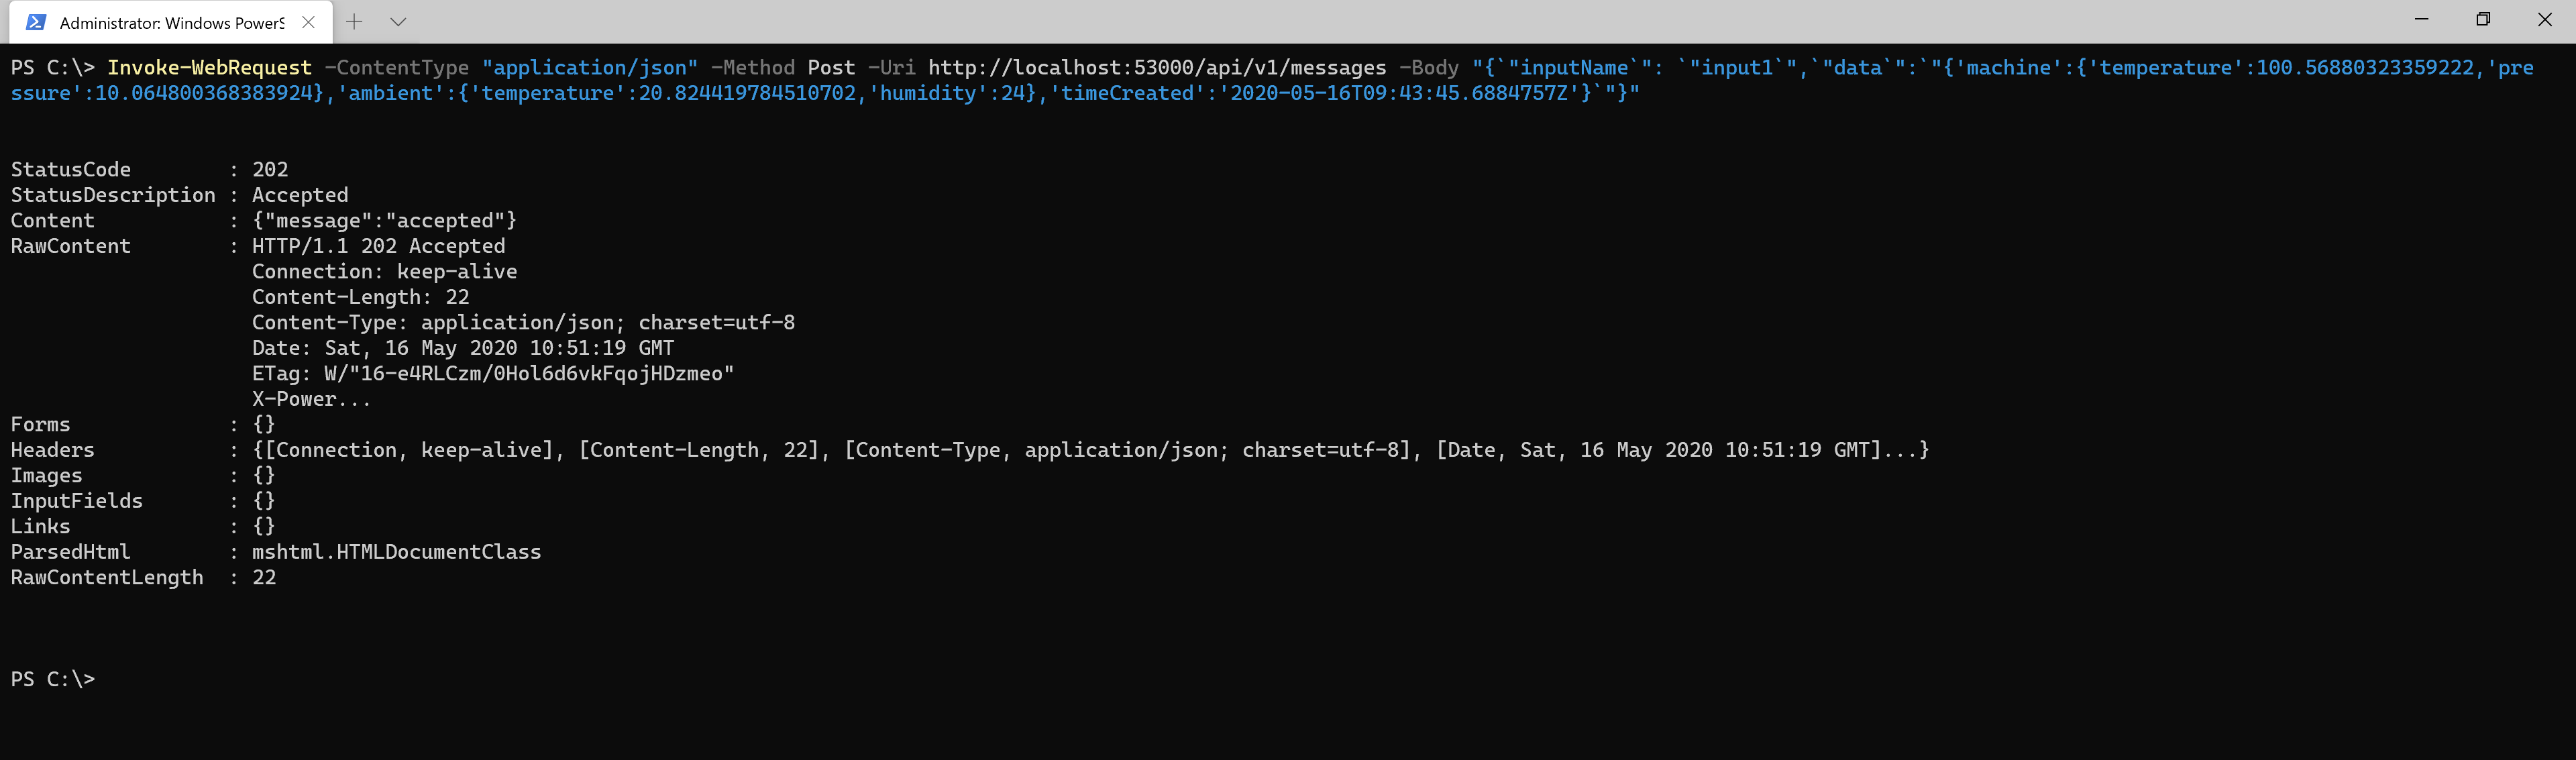 Administrator: Windows PowerS
PS C:\> Invoke-WebRequest -ContentType "application/json" -Method Post -Uri http://localhost:53000/api/v1/messages -Body "{`"inputName`": `"input1`",`"data`":`"{'machine':{'temperature':100.56880323359222,'pre
ssure':10.064800368383924},'ambient':{'temperature':20.824419784510702,'humidity':24},'timeCreated':'2020-05-16T09:43:45.6884757Z'}`"}"
StatusCode : 202
StatusDescription : Accepted
Content : {"message":"accepted"}
RawContent : HTTP/1.1 202 Accepted
Connection: keep-alive
Content-Length: 22
Content-Type: application/json; charset=utf-8
Date: Sat, 16 May 2020 10:51:19 GMT
ETag: W/"16-e4RLCzm/0Hol6d6vkFqojHDzmeo"
X-Power...
Forms : {}
Headers : {[Connection, keep-alive], [Content-Length, 22], [Content-Type, application/json; charset=utf-8], [Date, Sat, 16 May 2020 10:51:19 GMT]...}
Images : {}
InputFields : {}
Links : {}
ParsedHtml : mshtml.HTMLDocumentClass
RawContentLength : 22
PS C:\>